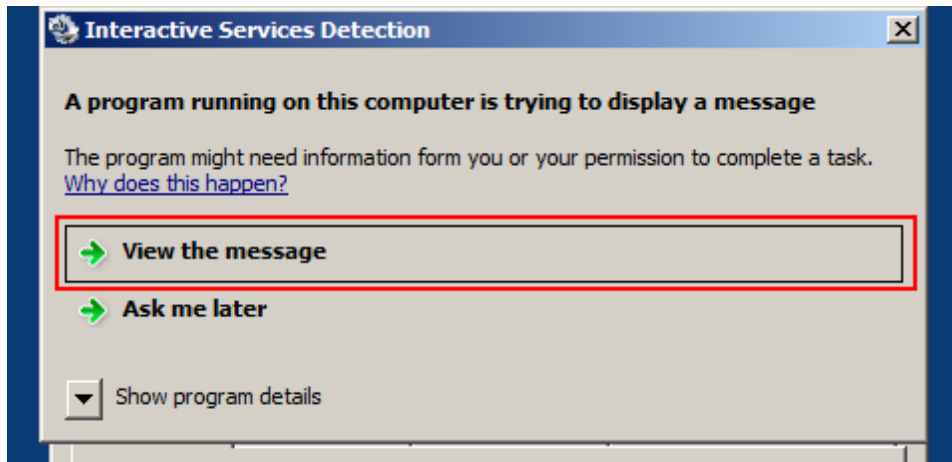 Interactive Services Detection
A program running on this computer is trying to display a message
The program might need information form you or your permission to complete a task.
Why does this happen?
View the message
Ask me later
Show program details